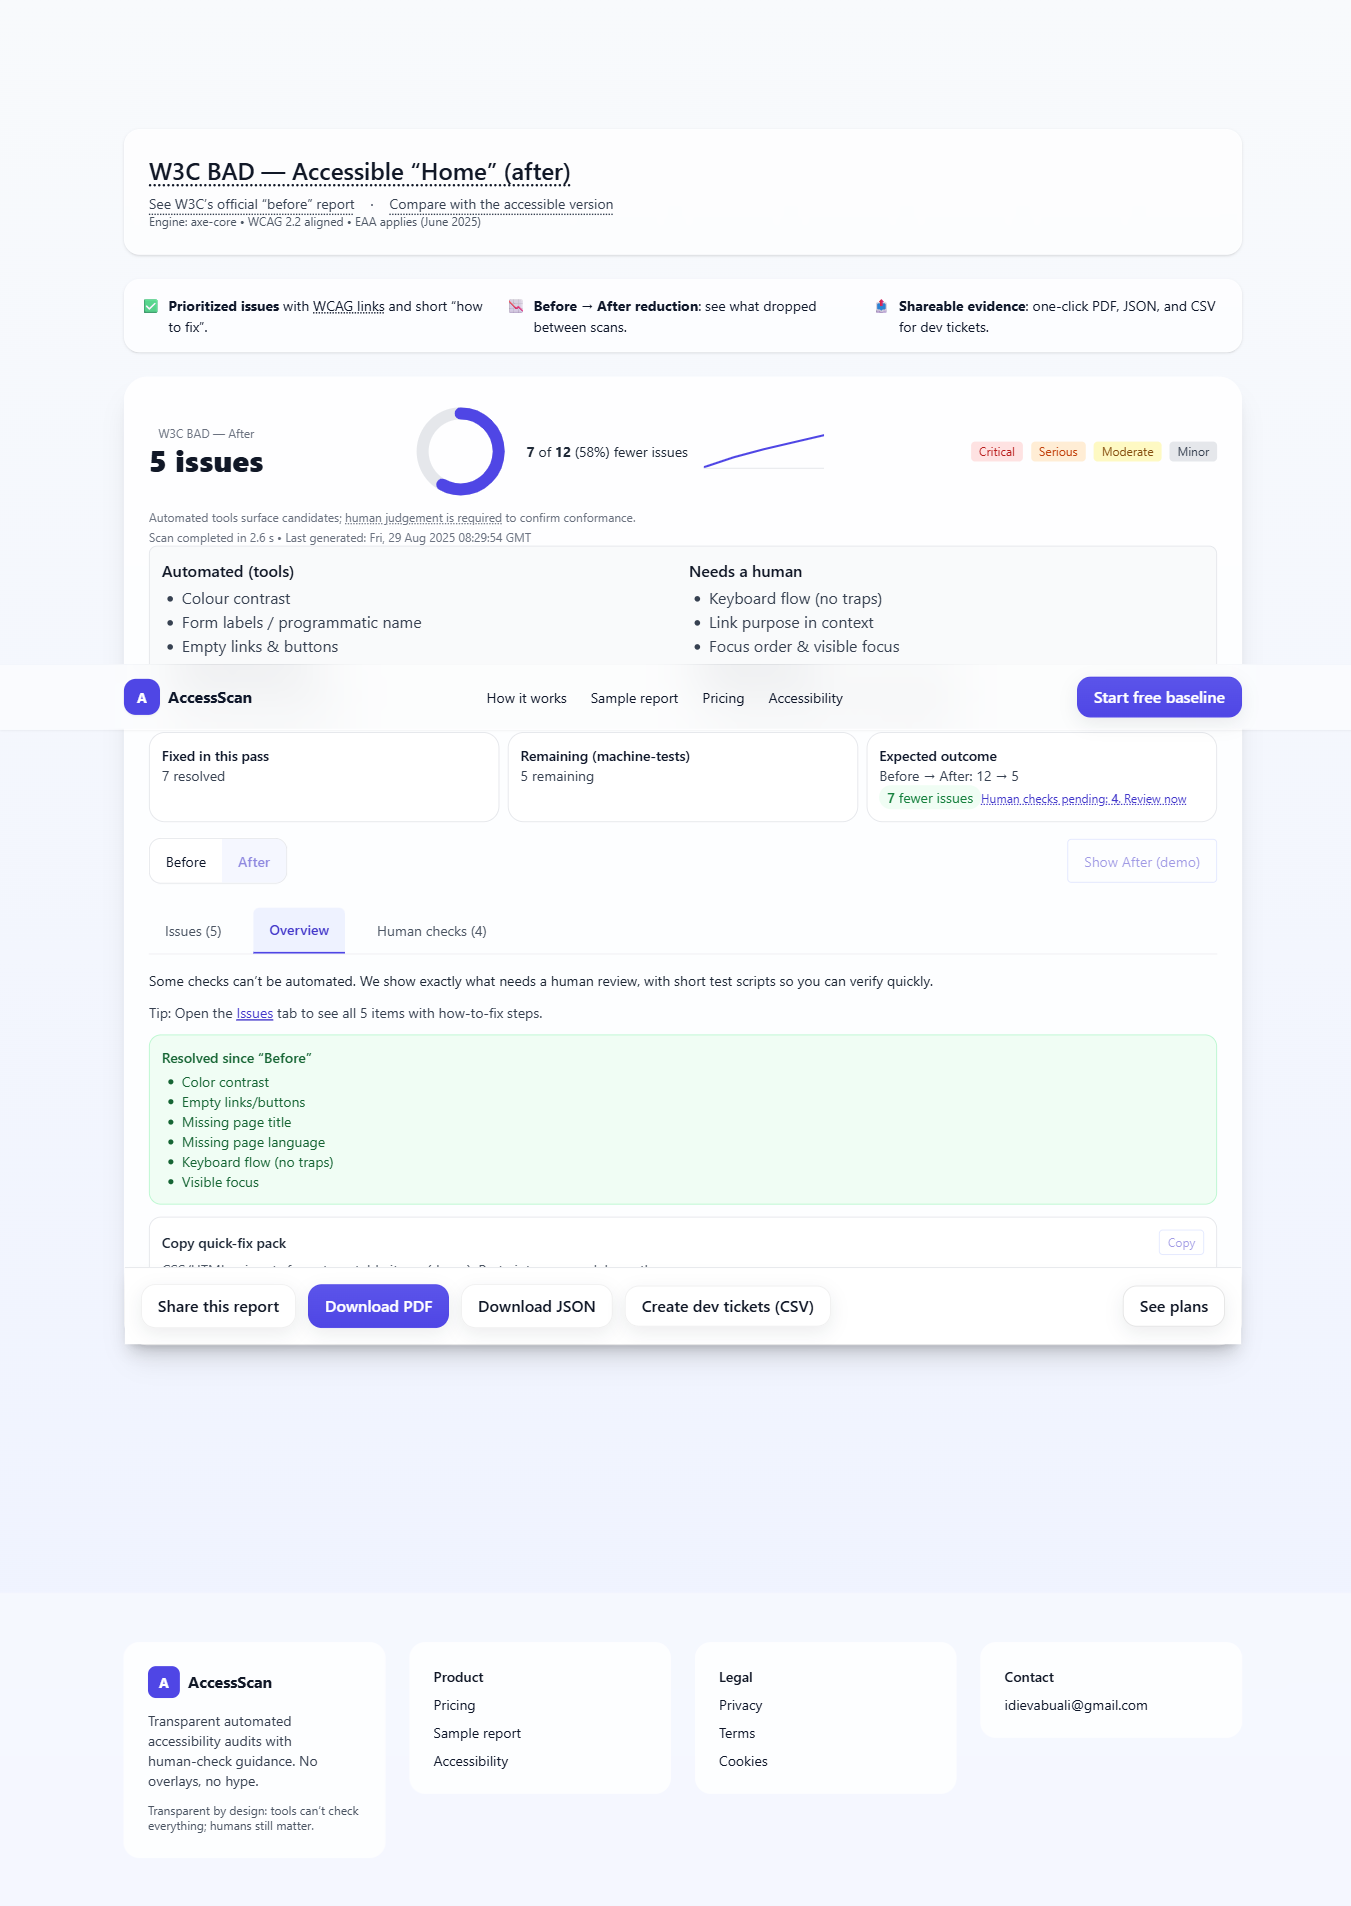 W3C BAD — Accessible “Home” (after)
See W3C’s official “before” report · Compare with the accessible version
Engine: axe-core • WCAG 2.2 aligned • EAA applies (June 2025)
✅ Prioritized issues with WCAG links and short “how
to fix”.
📉 Before → After reduction: see what dropped
between scans.
📤 Shareable evidence: one-click PDF, JSON, and CSV
for dev tickets.
W3C BAD — After
5 issues
7 of 12 (58%) fewer issues
Critical Serious Moderate Minor
Automated tools surface candidates; human judgement is required to confirm conformance.
Scan completed in 2.6 s • Last generated: Fri, 29 Aug 2025 08:29:54 GMT
Automated (tools)
• Colour contrast
• Form labels / programmatic name
• Empty links & buttons
Needs a human
• Keyboard flow (no traps)
• Link purpose in context
• Focus order & visible focus
A AccessScan How it works Sample report Pricing Accessibility Start free baseline
Fixed in this pass
7 resolved
Remaining (machine-tests)
5 remaining
Expected outcome
Before → After: 12 → 5
7 fewer issues Human checks pending: 4. Review now
Before After Show After (demo)
Issues (5) Overview Human checks (4)
Some checks can’t be automated. We show exactly what needs a human review, with short test scripts so you can verify quickly.
Tip: Open the Issues tab to see all 5 items with how-to-fix steps.
Resolved since “Before”
• Color contrast
• Empty links/buttons
• Missing page title
• Missing page language
• Keyboard flow (no traps)
• Visible focus
Copy quick-fix pack Copy
Share this report Download PDF Download JSON Create dev tickets (CSV) See plans
A AccessScan
Transparent automated
accessibility audits with
human-check guidance. No
overlays, no hype.
Transparent by design: tools can’t check
everything; humans still matter.
Product
Pricing
Sample report
Accessibility
Legal
Privacy
Terms
Cookies
Contact
idievabuali@gmail.com